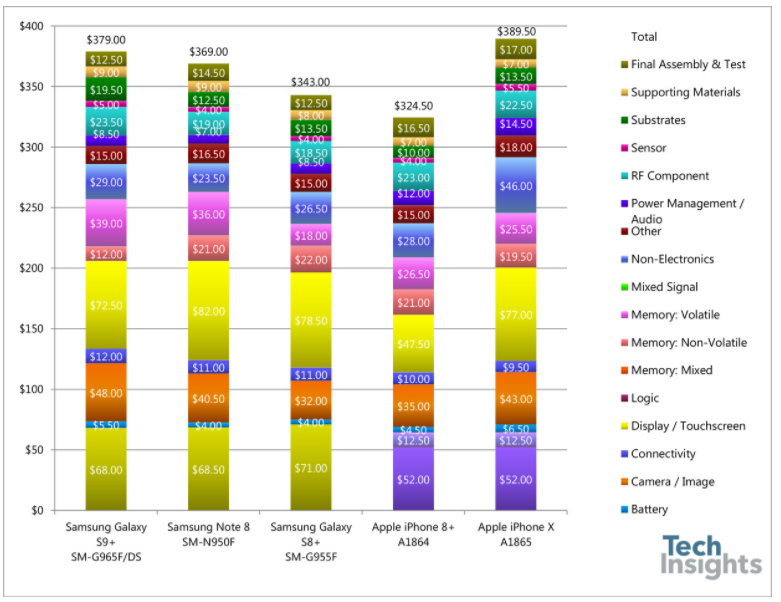 $400
$350
$300
$250
$200
$150
$100
$50
$0
$379.00
$12.50
$9.00
$19.50
$5.00
$23.50
$8.50
$15.00
$29.00
$39.00
$12.00
$72.50
$12.00
$48.00
$5.50
$68.00
$369.00
$14.50
$9.00
$12.50
$4.00
$19.00
$7.00
$16.50
$23.50
$36.00
$21.00
$82.00
$11.00
$40.50
$4.00
$68.50
$343.00
$12.50
$8.00
$13.50
$4.00
$18.50
$8.50
$15.00
$26.50
$18.00
$22.00
$78.50
$11.00
$32.00
$4.00
$71.00
$324.50
$16.50
$7.00
$10.00
$4.00
$23.00
$12.00
$15.00
$28.00
$26.50
$21.00
$47.50
$10.00
$35.00
$4.50
$12.50
$52.00
$389.50
$17.00
$7.00
$13.50
$5.50
$22.50
$14.50
$18.00
$46.00
$25.50
$19.50
$77.00
$9.50
$43.00
$6.50
$12.50
$52.00
Samsung Galaxy
S9+
SM-G965F/DS
Samsung Note 8
SM-N950F
Samsung Galaxy
S8+
SM-G955F
Apple iPhone 8+
A1864
Apple iPhone X
A1865
Total
Final Assembly & Test
Supporting Materials
Substrates
Sensor
RF Component
Power Management /
Audio
Other
Non-Electronics
Mixed Signal
Memory: Volatile
Memory: Non-Volatile
Memory: Mixed
Logic
Display / Touchscreen
Connectivity
Camera / Image
Battery
Tech
Insights